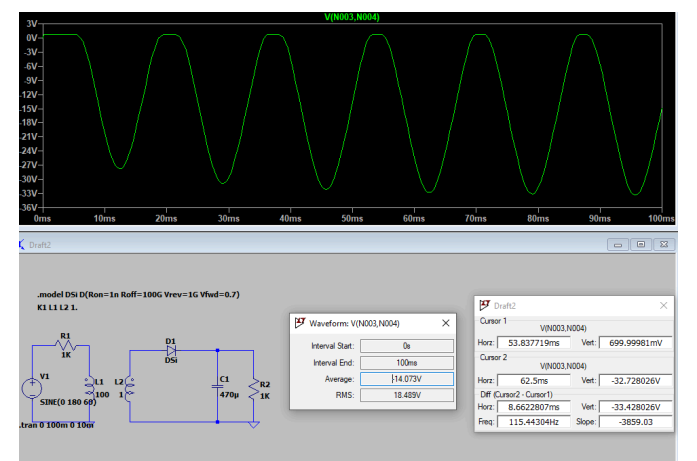 V(N003,N004)
3V
0V
-3V
-6V
-9V
-12V
-15V
-18V
-21V
-24V
-27V
-30V
-33V
-36V
0ms 10ms 20ms 30ms 40ms 50ms 60ms 70ms 80ms 90ms 100ms
Draft2
.model DSi D(Ron=1n Roff=100G Vrev=1G Vfwd=0.7)
K1 L1 L2 1.
R1
1K
D1
DSi
V1
SINE(0 180 60)
L1
100
L2
1
C1
470µ
R2
1K
.tran 0 100m 0 10m
Waveform: V(N003,N004)
Interval Start: 0s
Interval End: 100ms
Average: -14.073V
RMS: 18.489V
Draft2
Cursor 1
V(N003,N004)
Horz: 53.837719ms Vert: 699.99981mV
Cursor 2
V(N003,N004)
Horz: 62.5ms Vert: -32.728026V
Diff (Cursor2 - Cursor1)
Horz: 8.6622807ms Vert: -33.428026V
Freq: 115.44304Hz Slope: -3859.03